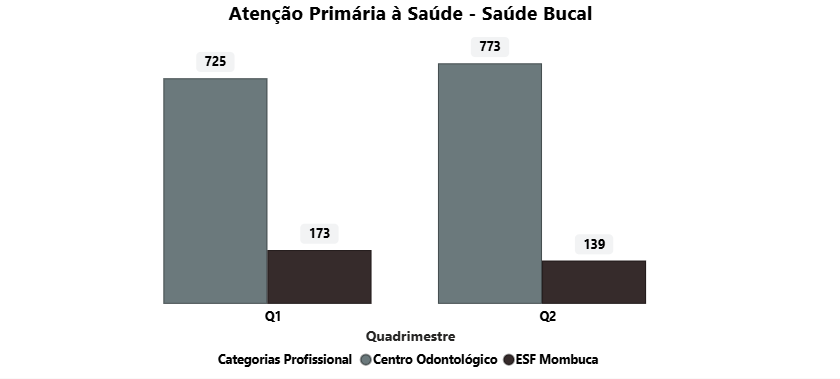 Atenção Primária à Saúde - Saúde Bucal
725
173
773
139
Q1
Q2
Quadrimestre
Categorias Profissional Centro Odontológico ESF Mombuca